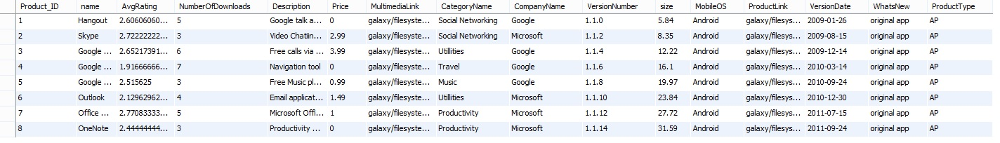 Product_ID name AvgRating NumberOfDownloads Description Price MultimediaLink CategoryName CompanyName VersionNumber size MobileOS ProductLink VersionDate WhatsNew ProductType
1 Hangout 2.60606060... 5 Google talk a... 0 galaxy/filesyste... Social Networking Google 1.1.0 5.84 Android galaxy/filesys... 2009-01-26 original app AP
2 Skype 2.72222222... 3 Video Chatin... 2.99 galaxy/filesyste... Social Networking Microsoft 1.1.2 8.35 Android galaxy/filesys... 2009-08-15 original app AP
3 Google ... 2.65217391... 6 Free calls via ... 3.99 galaxy/filesyste... Utillities Google 1.1.4 12.22 Android galaxy/filesys... 2009-12-14 original app AP
4 Google ... 1.91666666... 7 Navigation tool 0 galaxy/filesyste... Travel Google 1.1.6 16.1 Android galaxy/filesys... 2010-03-14 original app AP
5 Google ... 2.515625 3 Free Music pl... 0.99 galaxy/filesyste... Music Google 1.1.8 19.97 Android galaxy/filesys... 2010-09-24 original app AP
6 Outlook 2.12962962... 4 Email applicat... 1.49 galaxy/filesyste... Utillities Microsoft 1.1.10 23.84 Android galaxy/filesys... 2010-12-30 original app AP
7 Office ... 2.77083333... 5 Microsoft Offi... 1 galaxy/filesyste... Productivity Microsoft 1.1.12 27.72 Android galaxy/filesys... 2011-07-15 original app AP
8 OneNote 2.44444444... 3 Productivity ... 0 galaxy/filesyste... Productivity Microsoft 1.1.14 31.59 Android galaxy/filesys... 2011-09-24 original app AP